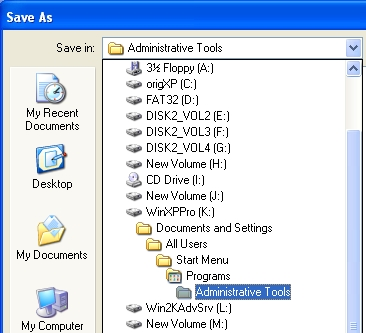 Save As
Save in: Administrative Tools
3½ Floppy (A:)
origXP (C:)
FAT32 (D:)
DISK2_VOL2 (E:)
DISK2_VOL3 (F:)
DISK2_VOL4 (G:)
New Volume (H:)
CD Drive (I:)
New Volume (J:)
WinXPPro (K:)
Documents and Settings
All Users
Start Menu
Programs
Administrative Tools
Win2KAdvSrv (L:)
New Volume (M:)
My Recent
Documents
Desktop
My Documents
My Computer